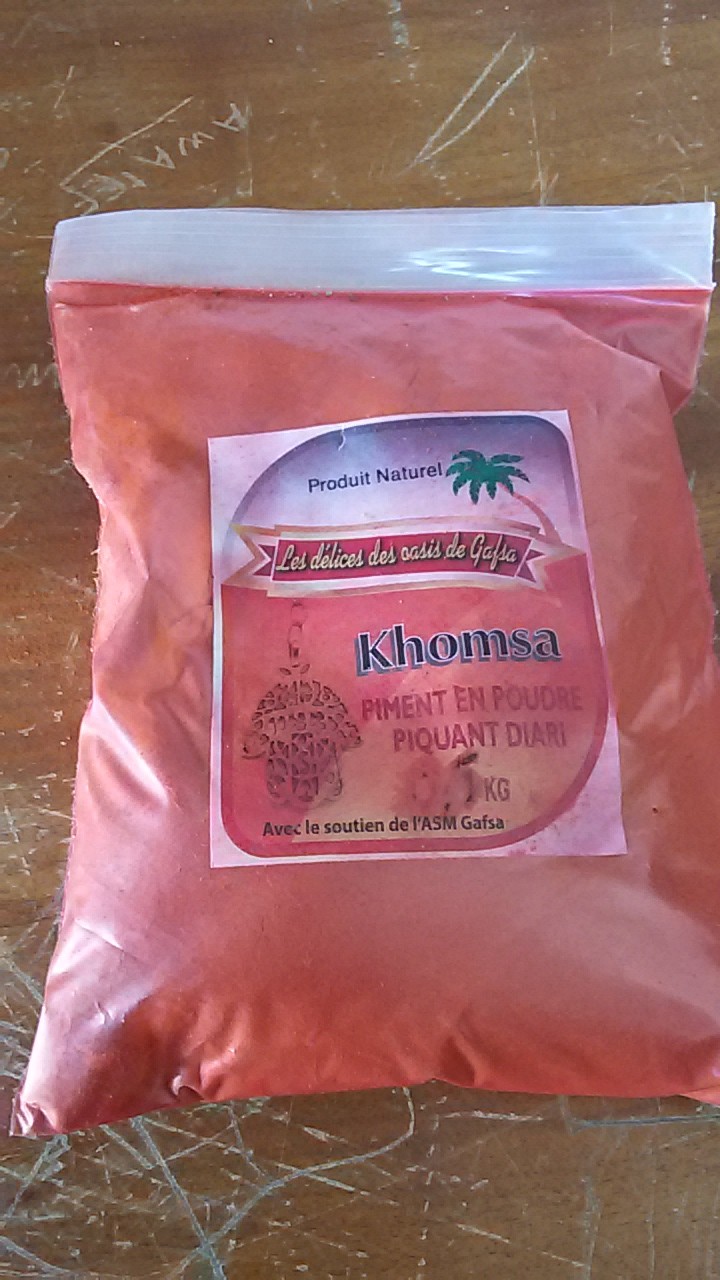 Produit Naturel
Les délices des oasis de Gafsa
Khomsa
PIMENT EN POUDRE
PIQUANT DIARI
KG
Avec le soutien de l'ASM Gafsa